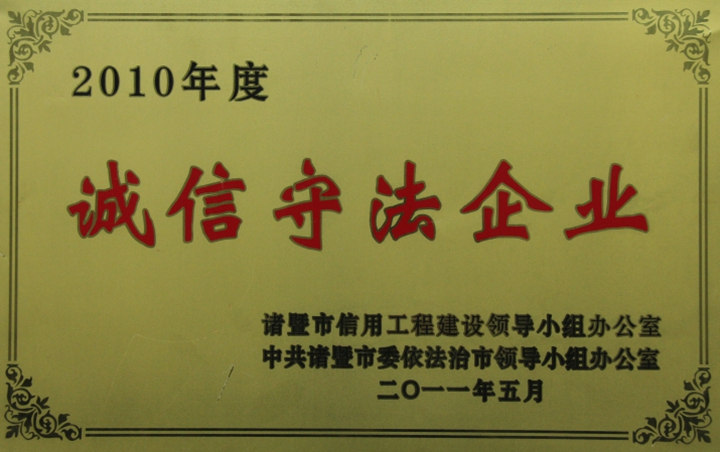 2010年度
诚信守法企业
诸暨市信用工程建设领导小组办公室
中共诸暨市委依法治市领导小组办公室
二〇一一年五月